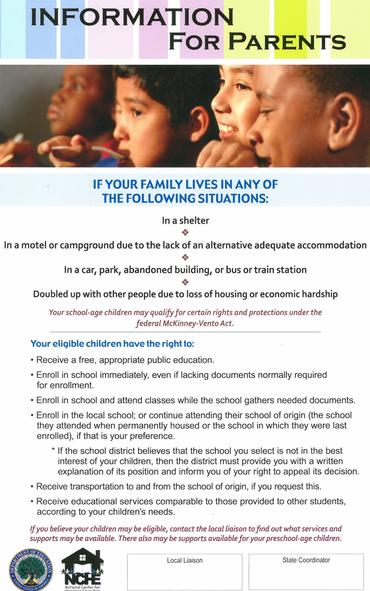 INFORMATION
FOR PARENTS
IF YOUR FAMILY LIVES IN ANY OF
THE FOLLOWING SITUATIONS:
In a shelter
In a motel or campground due to the lack of an alternative adequate accommodation
In a car, park, abandoned building, or bus or train station
Doubled up with other people due to loss of housing or economic hardship
Your school-age children may qualify for certain rights and protections under the
federal McKinney-Vento Act.
Your eligible children have the right to:
• Receive a free, appropriate public education.
• Enroll in school immediately, even if lacking documents normally required
for enrollment.
• Enroll in school and attend classes while the school gathers needed documents.
• Enroll in the local school; or continue attending their school of origin (the school
they attended when permanently housed or the school in which they were last
enrolled), if that is your preference.
* If the school district believes that the school you select is not in the best
interest of your children, then the district must provide you with a written
explanation of its position and inform you of your right to appeal its decision.
• Receive transportation to and from the school of origin, if you request this.
• Receive educational services comparable to those provided to other students,
according to your children's needs.
If you believe your children may be eligible, contact the local liaison to find out what services and
supports may be available. There also may be supports available for your preschool-age children.
NCHE
Local Liaison
State Coordinator